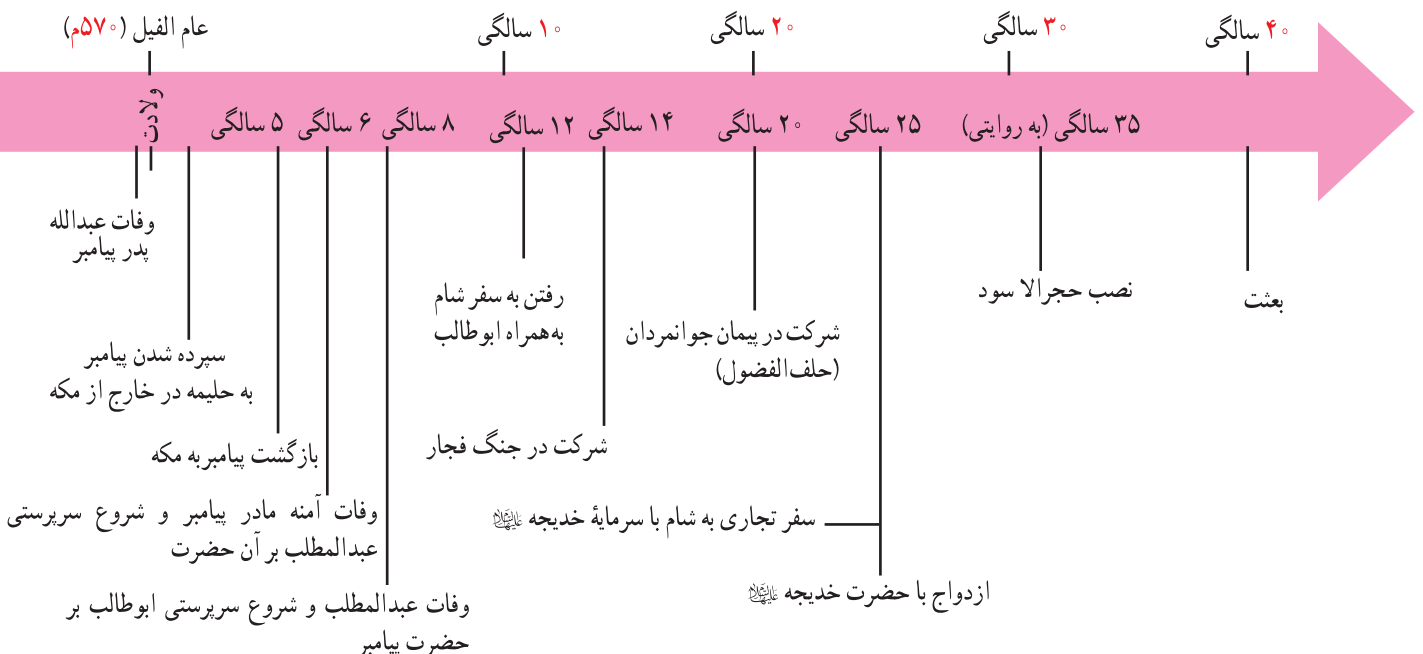 عام الفیل (۵۷۰م)
۱۰ سالگی
۲۰ سالگی
۳۰ سالگی
۴۰ سالگی
ولادت
۵ سالگی
۶ سالگی
۸ سالگی
۱۲ سالگی
۱۴ سالگی
۲۰ سالگی
۲۵ سالگی
۳۵ سالگی (به روایتی)
وفات عبدالله
پدر پیامبر
سپرده شدن پیامبر
به حلیمه در خارج از مکه
بازگشت پیامبربه مکه
وفات آمنه مادر پیامبر و شروع سرپرستی
عبدالمطلب بر آن حضرت
وفات عبدالمطلب و شروع سرپرستی ابوطالب بر
حضرت پیامبر
رفتن به سفر شام
به‌همراه ابوطالب
شرکت در جنگ فجار
شرکت در پیمان جوانمردان
(حلف‌الفضول)
سفر تجاری به شام با سرمایهٔ خدیجه علیهاالسلام
ازدواج با حضرت خدیجه علیهاالسلام
نصب حجرالا سود
بعثت